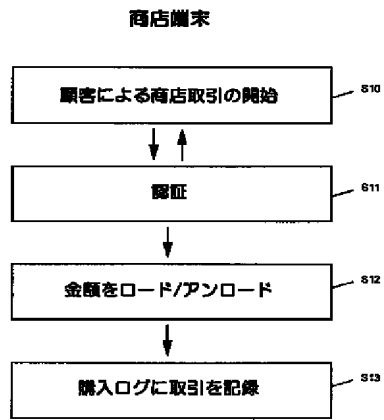 商店端末
顧客による商店取引の開始
S10
認証
S11
金額をロード/アンロード
S12
購入ログに取引を記録
S13